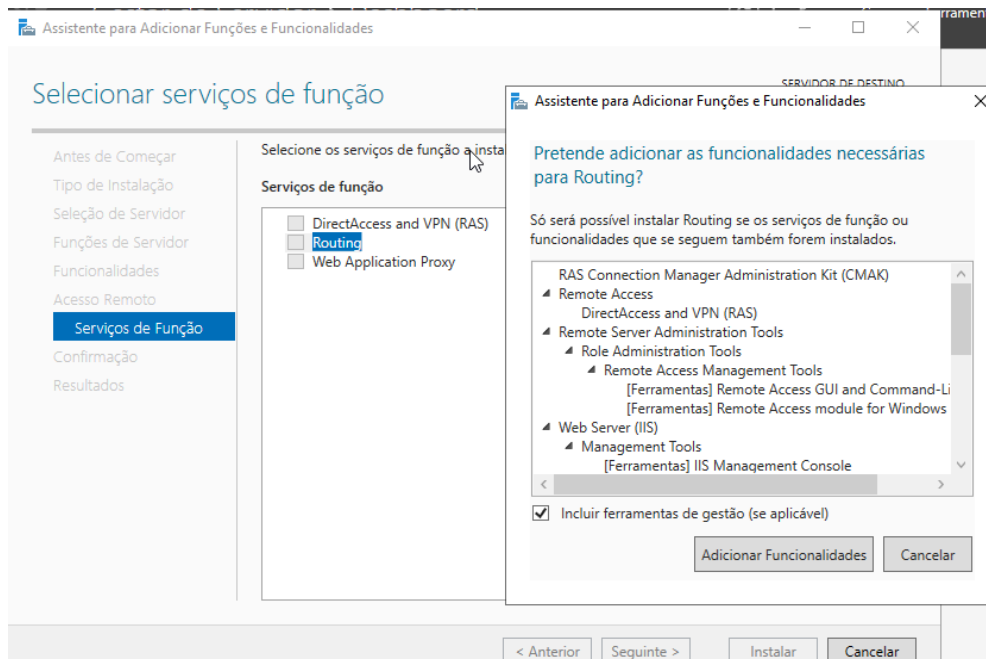 Assistente para Adicionar Funções e Funcionalidades
Selecionar serviços de função
SERVIDOR DE DESTINO
Antes de Começar
Tipo de Instalação
Seleção de Servidor
Funções de Servidor
Funcionalidades
Acesso Remoto
Serviços de Função
Confirmação
Resultados
Selecione os serviços de função a
Serviços de função
DirectAccess and VPN (RAS)
Routing
Web Application Proxy
< Anterior
Seguinte >
Instalar
Cancelar
Assistente para Adicionar Funções e Funcionalidades
Pretende adicionar as funcionalidades necessárias
para Routing?
Só será possível instalar Routing se os serviços de função ou
funcionalidades que se seguem também forem instalados.
RAS Connection Manager Administration Kit (CMAK)
Remote Access
DirectAccess and VPN (RAS)
Remote Server Administration Tools
Role Administration Tools
Remote Access Management Tools
[Ferramentas] Remote Access GUI and Command-Li
[Ferramentas] Remote Access module for Windows
Web Server (IIS)
Management Tools
[Ferramentas] IIS Management Console
Incluir ferramentas de gestão (se aplicável)
Adicionar Funcionalidades
Cancelar